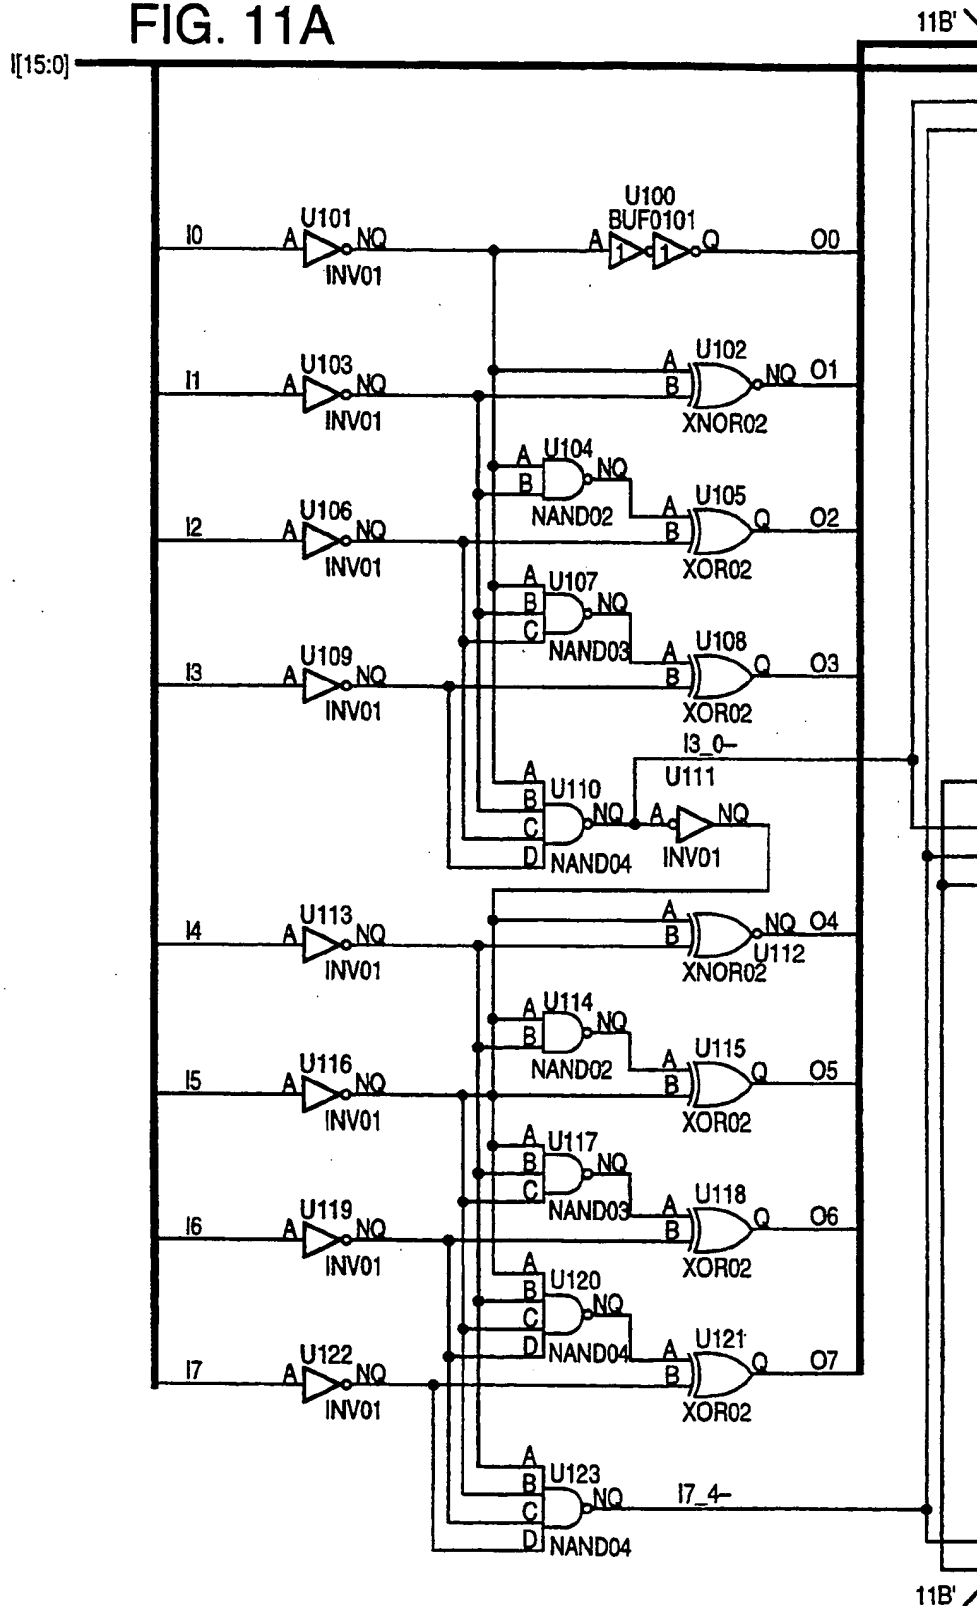 FIG. 11A
11B'
I[15:0]
U100
BUF0101
U101
I0 A NQ A 1 1 Q O0
INV01
U102
U103 A NQ O1
I1 A NQ B
INV01 XNOR02
U104
A NQ
B U105
U106 NAND02 A Q O2
I2 A NQ B
INV01 XOR02
A U107
B NQ
C U108
U109 NAND03 A Q O3
I3 A NQ B
INV01 XOR02
I3_0–
A U110 U111
B NQ A NQ
C
D NAND04 INV01
U113 A NQ O4
I4 A NQ B U112
INV01 XNOR02
U114
A NQ
B U115
U116 NAND02 A Q O5
I5 A NQ B
INV01 XOR02
A U117
B NQ
C U118
U119 NAND03 A Q O6
I6 A NQ B
INV01 XOR02
A U120
B NQ
C U121
U122 D NAND04 A Q O7
I7 A NQ B
INV01 XOR02
A U123
B NQ I7_4–
C
D NAND04
11B'